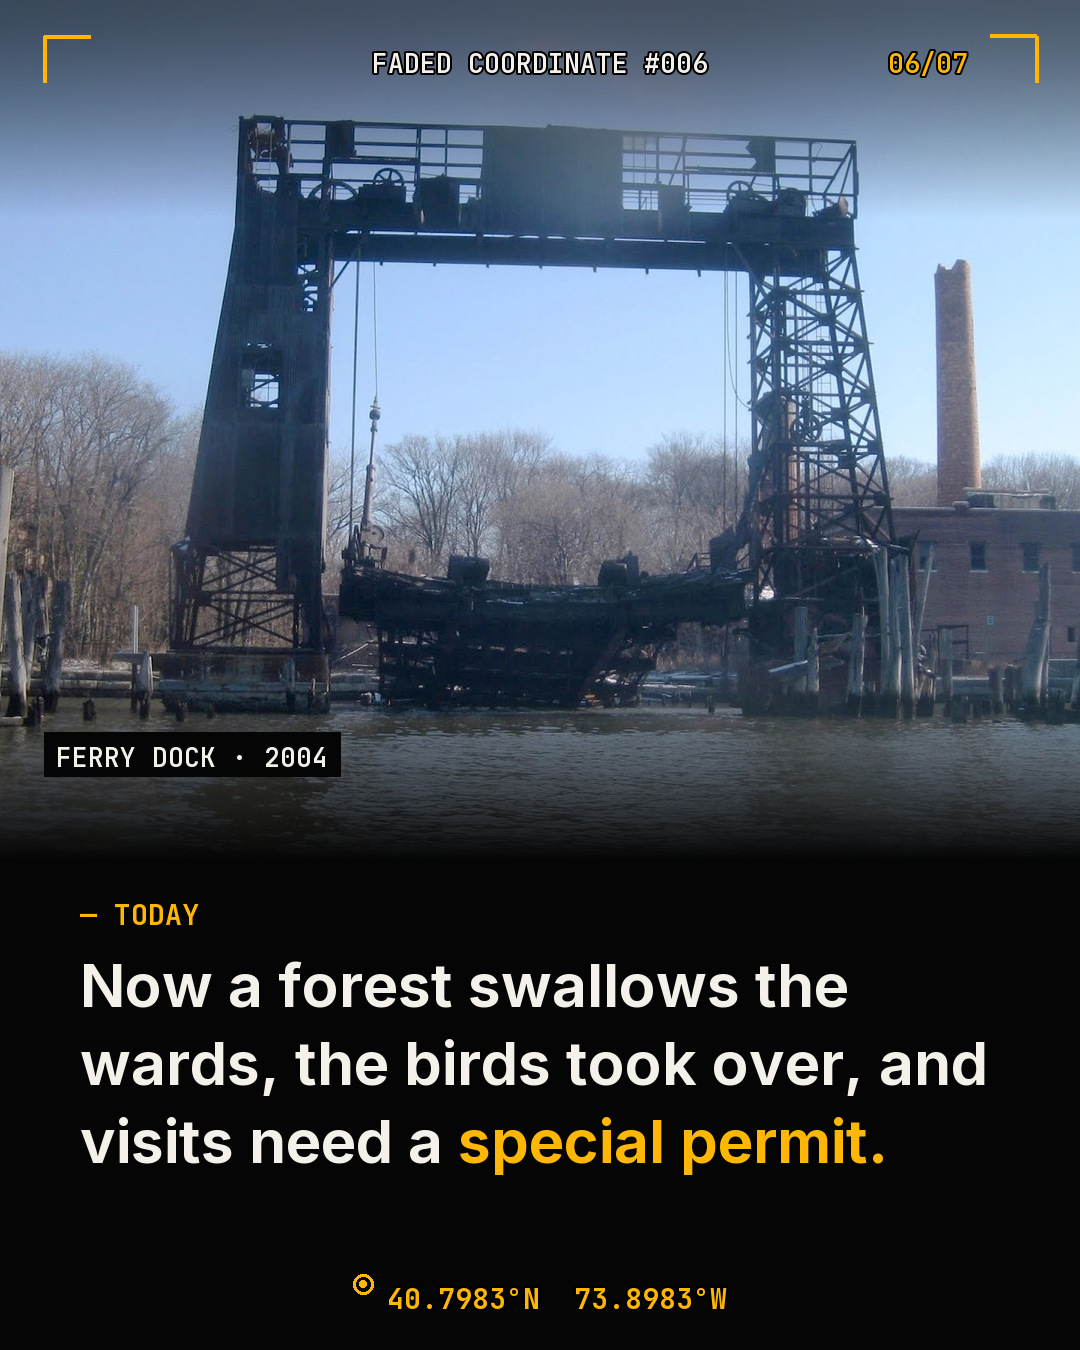 FADED COORDINATE #006
06/07
FERRY DOCK · 2004
— TODAY
Now a forest swallows the
wards, the birds took over, and
visits need a special permit.
40.7983°N 73.8983°W